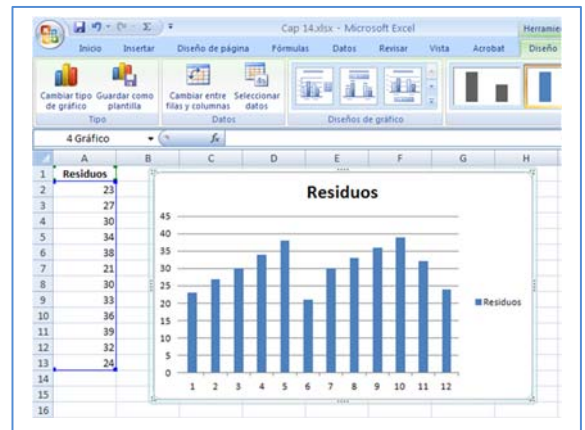 Cap 14.xlsx - Microsoft Excel
Herramie
Inicio Insertar Diseño de página Fórmulas Datos Revisar Vista Acrobat Diseño
Cambiar tipo de gráfico
Guardar como plantilla
Cambiar entre filas y columnas
Seleccionar datos
Tipo Datos Diseños de gráfico
4 Gráfico fx
A B C D E F G H
1 Residuos
2 23
3 27
4 30
5 34
6 38
7 21
8 30
9 33
10 36
11 39
12 32
13 24
14
15
16
Residuos
45
40
35
30
25
20
15
10
5
0
1 2 3 4 5 6 7 8 9 10 11 12
Residuos